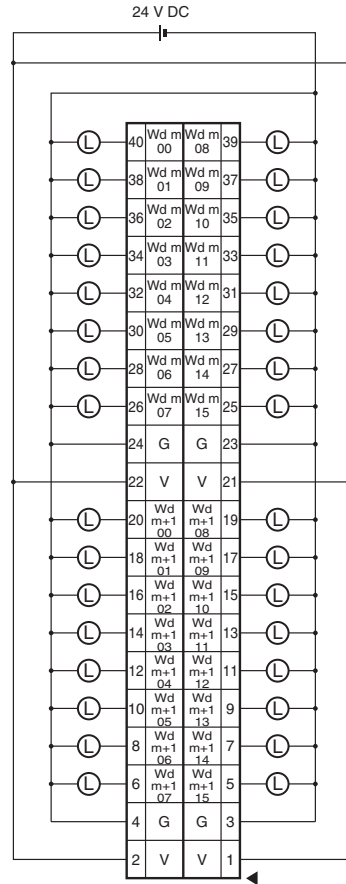 24 V DC
L 40 Wd m 00 Wd m 08 39 L
L 38 Wd m 01 Wd m 09 37 L
L 36 Wd m 02 Wd m 10 35 L
L 34 Wd m 03 Wd m 11 33 L
L 32 Wd m 04 Wd m 12 31 L
L 30 Wd m 05 Wd m 13 29 L
L 28 Wd m 06 Wd m 14 27 L
L 26 Wd m 07 Wd m 15 25 L
24 G G 23
22 V V 21
L 20 Wd m+1 00 Wd m+1 08 19 L
L 18 Wd m+1 01 Wd m+1 09 17 L
L 16 Wd m+1 02 Wd m+1 10 15 L
L 14 Wd m+1 03 Wd m+1 11 13 L
L 12 Wd m+1 04 Wd m+1 12 11 L
L 10 Wd m+1 05 Wd m+1 13 9 L
L 8 Wd m+1 06 Wd m+1 14 7 L
L 6 Wd m+1 07 Wd m+1 15 5 L
4 G G 3
2 V V 1